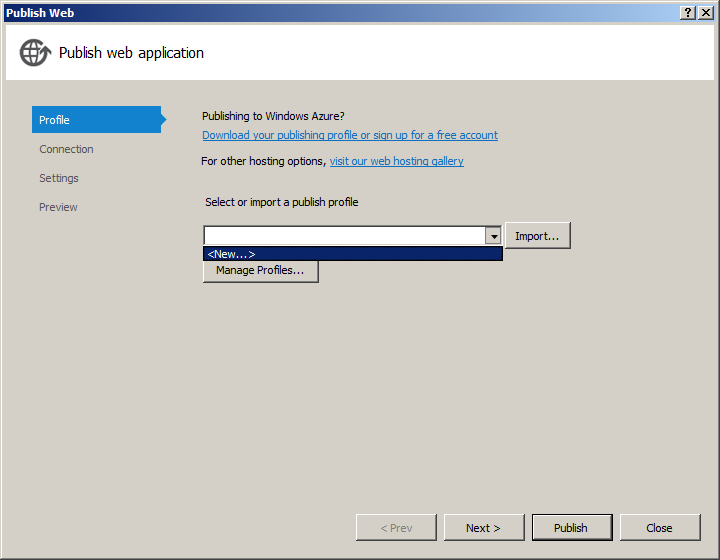 Publish Web
Publish web application
Profile
Connection
Settings
Preview
Publishing to Windows Azure?
Download your publishing profile or sign up for a free account
For other hosting options, visit our web hosting gallery
Select or import a publish profile
Import...
<New...>
Manage Profiles...
< Prev
Next >
Publish
Close